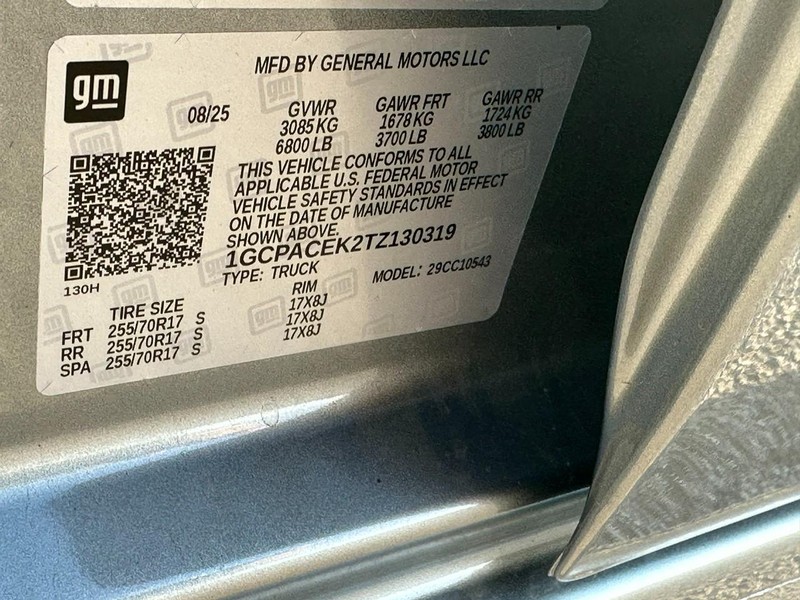 gm
MFD BY GENERAL MOTORS LLC
08/25
GVWR GAWR FRT GAWR RR
3085 KG 1678 KG 1724 KG
6800 LB 3700 LB 3800 LB
THIS VEHICLE CONFORMS TO ALL
APPLICABLE U.S. FEDERAL MOTOR
VEHICLE SAFETY STANDARDS IN EFFECT
ON THE DATE OF MANUFACTURE
SHOWN ABOVE.
1GCPACEK2TZ130319
130H
TYPE: TRUCK MODEL: 29CC10543
TIRE SIZE RIM
FRT 255/70R17 S 17X8J
RR 255/70R17 S 17X8J
SPA 255/70R17 S 17X8J